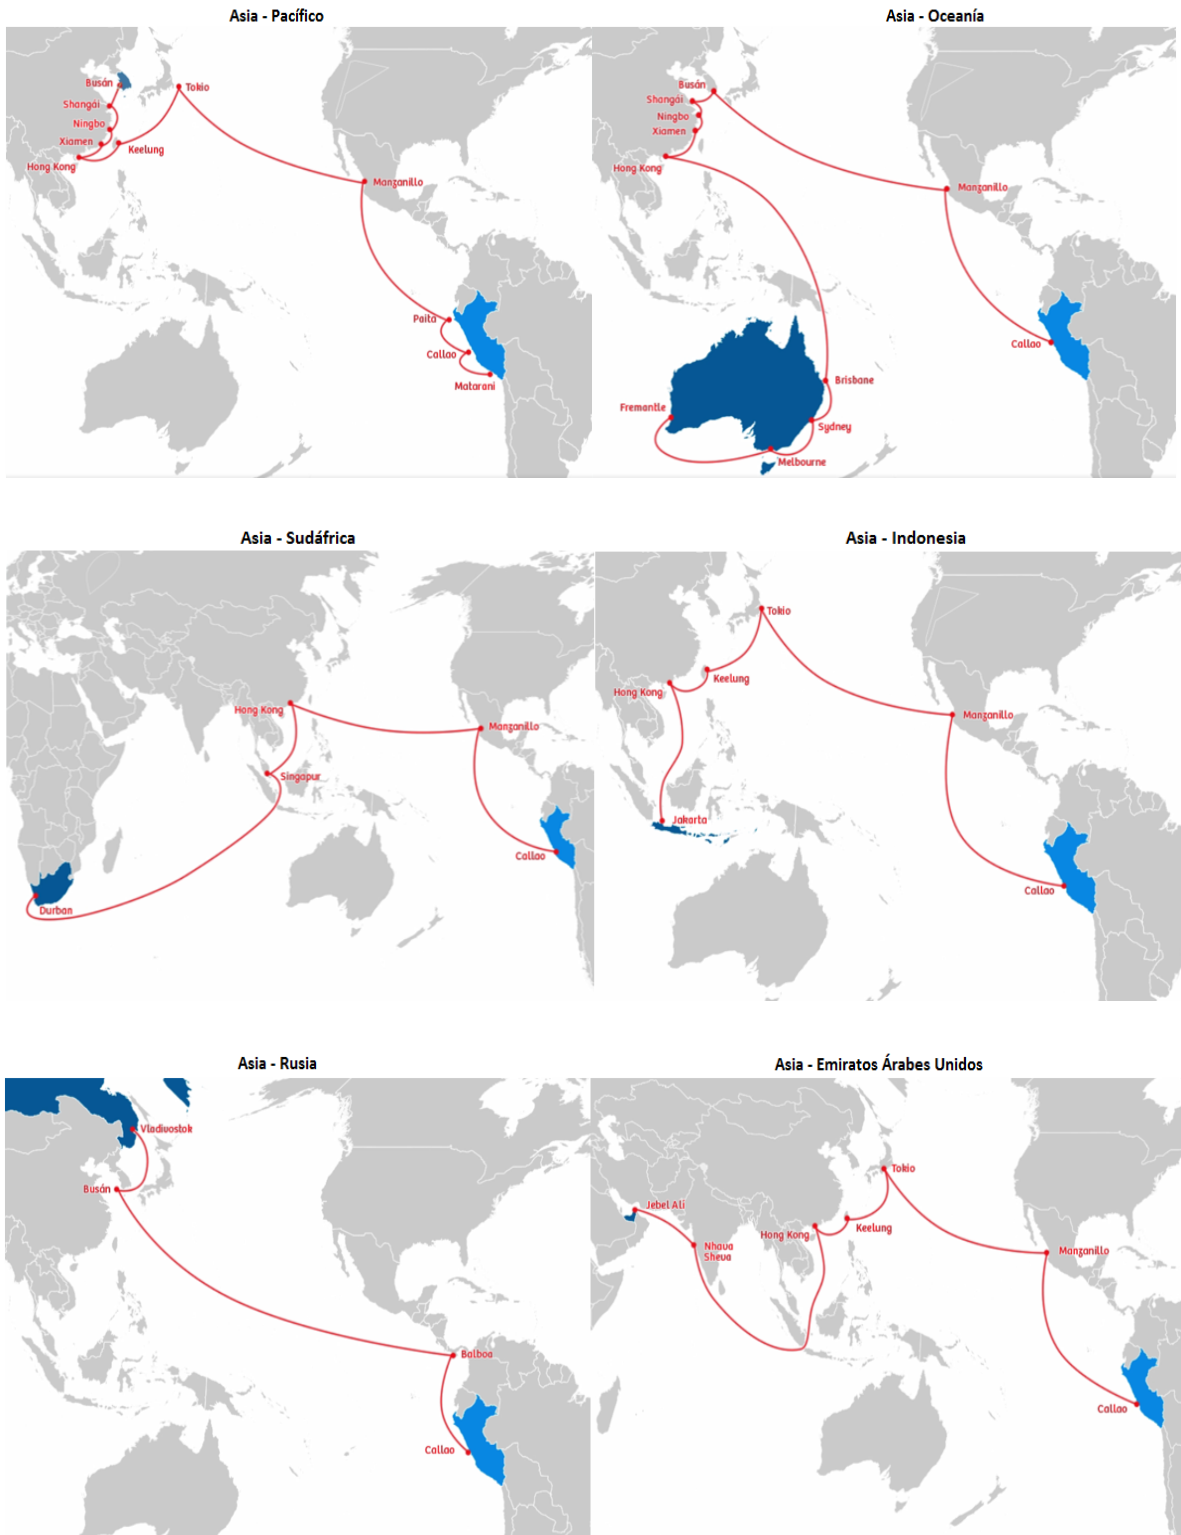 Asia - Pacífico
Busán
Tokio
Shangái
Ningbo
Xiamen
Keelung
Hong Kong
Manzanillo
Paita
Callao
Matarani
Asia - Oceanía
Busán
Shangái
Ningbo
Xiamen
Hong Kong
Manzanillo
Callao
Brisbane
Fremantle
Sydney
Melbourne
Asia - Sudáfrica
Hong Kong
Manzanillo
Singapur
Callao
Durban
Asia - Indonesia
Tokio
Keelung
Hong Kong
Manzanillo
Jakarta
Callao
Asia - Rusia
Vladivostok
Busán
Balboa
Callao
Asia - Emiratos Árabes Unidos
Tokio
Jebel Ali
Keelung
Hong Kong
Nhava
Sheva
Manzanillo
Callao